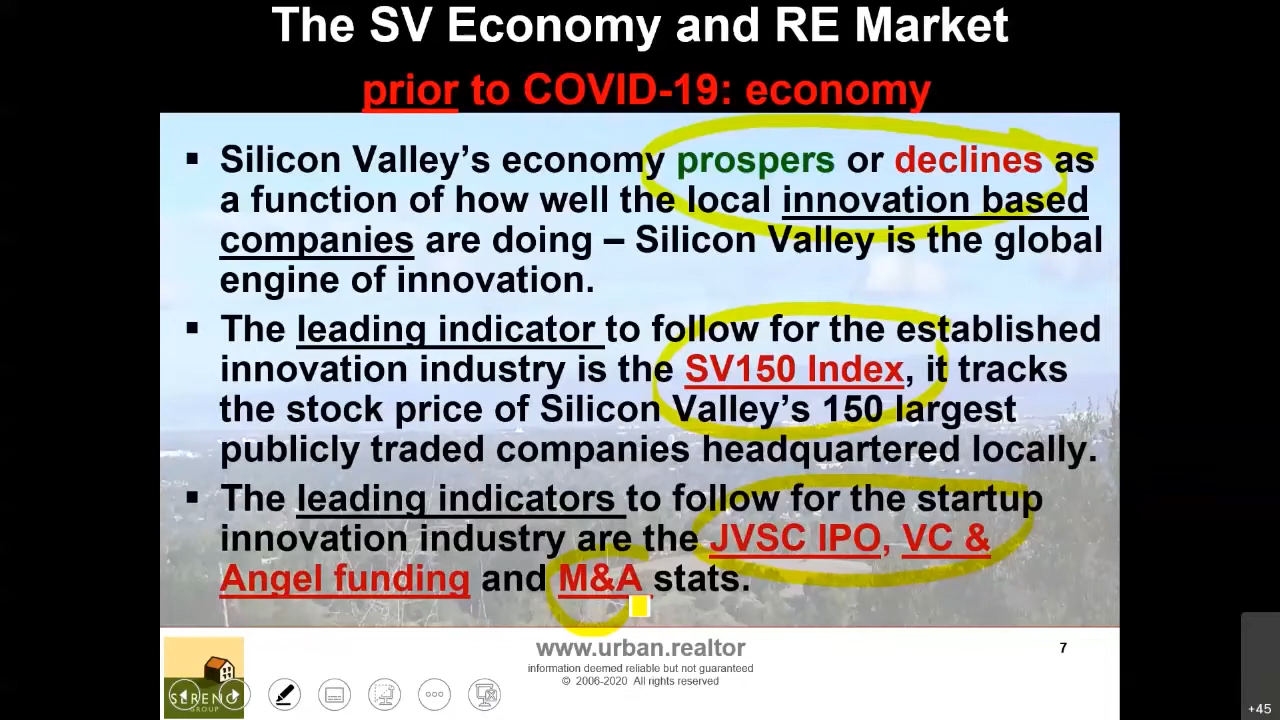 The SV Economy and RE Market
prior to COVID-19: economy
▪ Silicon Valley’s economy prospers or declines as
a function of how well the local innovation based
companies are doing – Silicon Valley is the global
engine of innovation.
▪ The leading indicator to follow for the established
innovation industry is the SV150 Index, it tracks
the stock price of Silicon Valley’s 150 largest
publicly traded companies headquartered locally.
▪ The leading indicators to follow for the startup
innovation industry are the JVSC IPO, VC &
Angel funding and M&A stats.
www.urban.realtor
7
information deemed reliable but not guaranteed
© 2006-2020 All rights reserved
SERENO
GROUP
+45